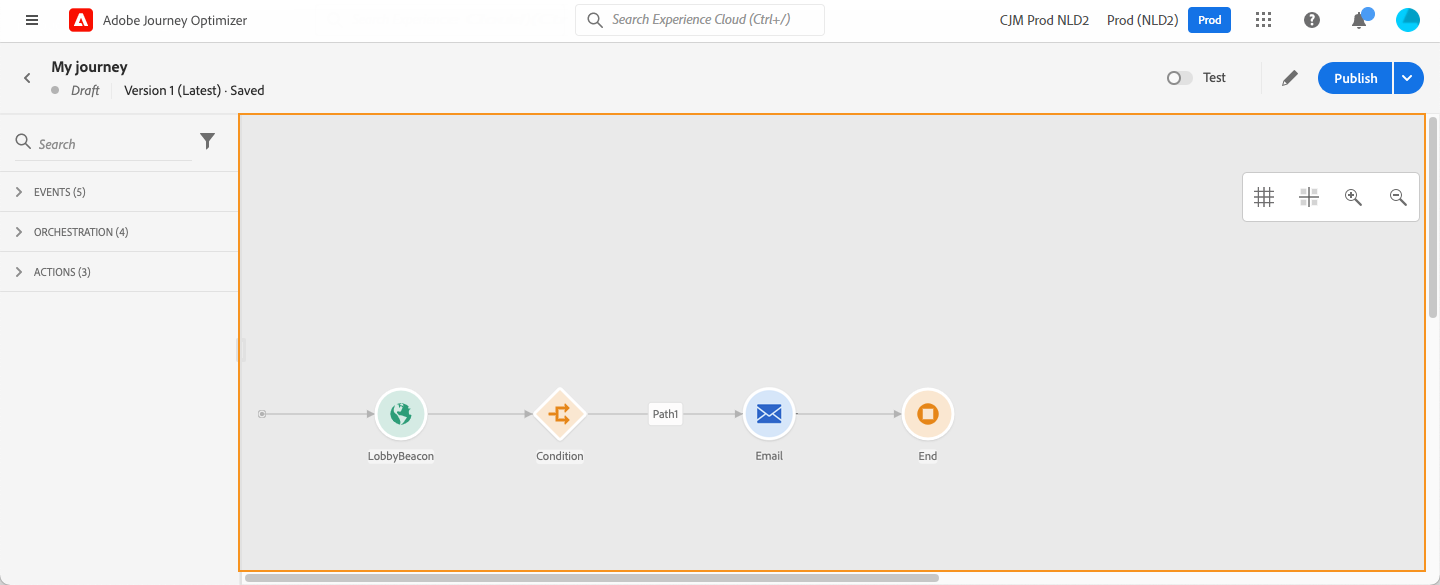 Adobe Journey Optimizer
Search Experience Cloud (Ctrl+/)
CJM Prod NLD2
Prod (NLD2)
Prod
My journey
Draft
Version 1 (Latest) · Saved
Test
Publish
Search
EVENTS (5)
ORCHESTRATION (4)
ACTIONS (3)
Path1
LobbyBeacon
Condition
Email
End